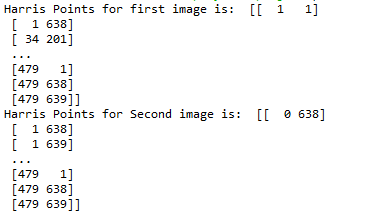 Harris Points for first image is:  [[  1   1]
 [  1 638]
 [ 34 201]
 ...
 [479   1]
 [479 638]
 [479 639]]
Harris Points for Second image is:  [[  0 638]
 [  1 638]
 [  1 639]
 ...
 [479   1]
 [479 638]
 [479 639]]